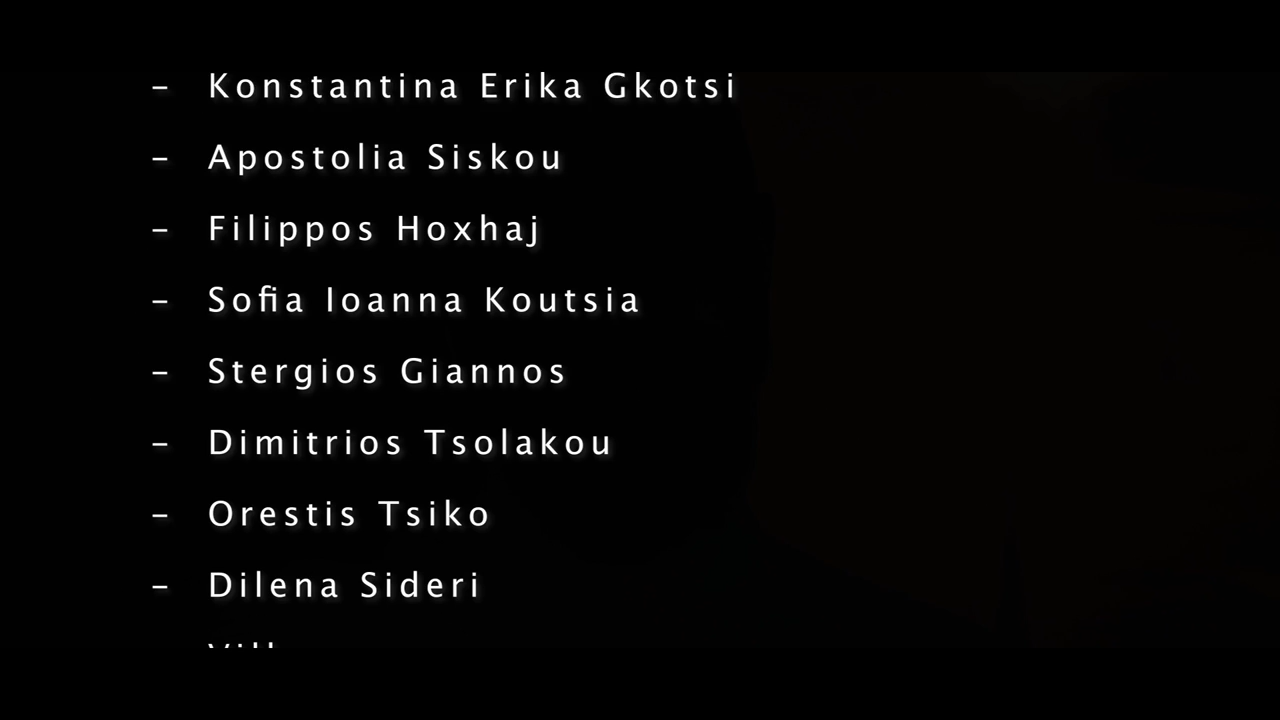 – Konstantina Erika Gkotsi
– Apostolia Siskou
– Filippos Hoxhaj
– Sofia Ioanna Koutsia
– Stergios Giannos
– Dimitrios Tsolakou
– Orestis Tsiko
– Dilena Sideri